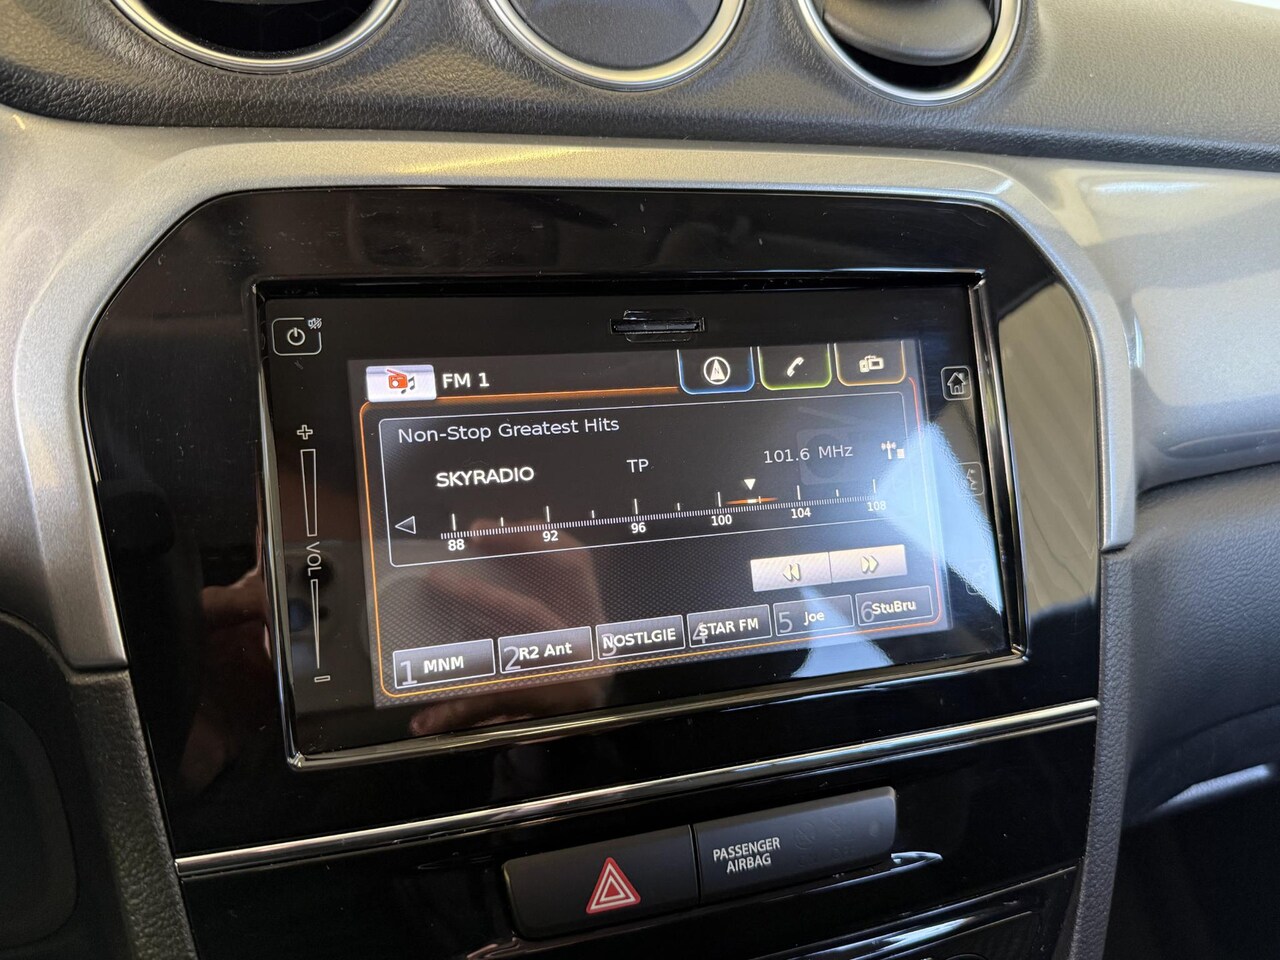 FM 1
Non-Stop Greatest Hits
SKYRADIO TP 101.6 MHz
88 92 96 100 104 108
VOL
1 MNM
2 R2 Ant
3 NOSTLGIE
4 STAR FM
5 Joe
6 StuBru
PASSENGER
AIRBAG